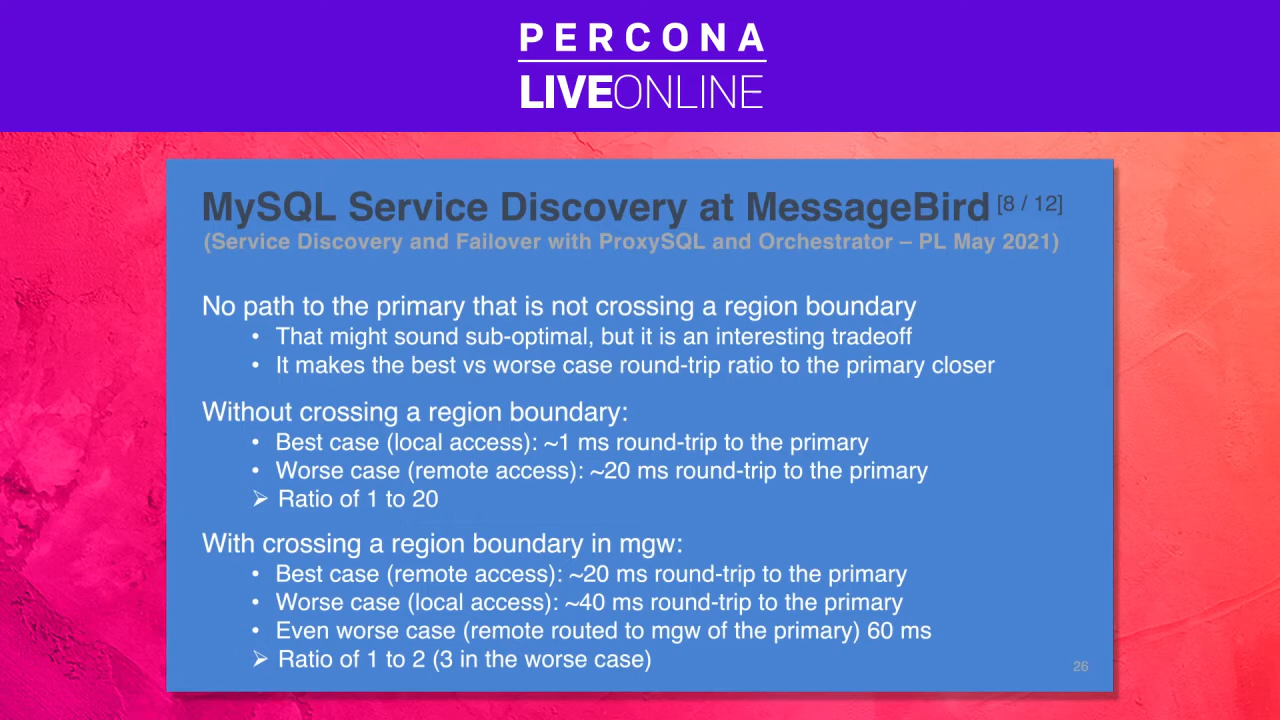 PERCONA
LIVEONLINE
MySQL Service Discovery at MessageBird [8 / 12]
(Service Discovery and Failover with ProxySQL and Orchestrator – PL May 2021)
No path to the primary that is not crossing a region boundary
• That might sound sub-optimal, but it is an interesting tradeoff
• It makes the best vs worse case round-trip ratio to the primary closer
Without crossing a region boundary:
• Best case (local access): ~1 ms round-trip to the primary
• Worse case (remote access): ~20 ms round-trip to the primary
➢ Ratio of 1 to 20
With crossing a region boundary in mgw:
• Best case (remote access): ~20 ms round-trip to the primary
• Worse case (local access): ~40 ms round-trip to the primary
• Even worse case (remote routed to mgw of the primary) 60 ms
➢ Ratio of 1 to 2 (3 in the worse case)
26